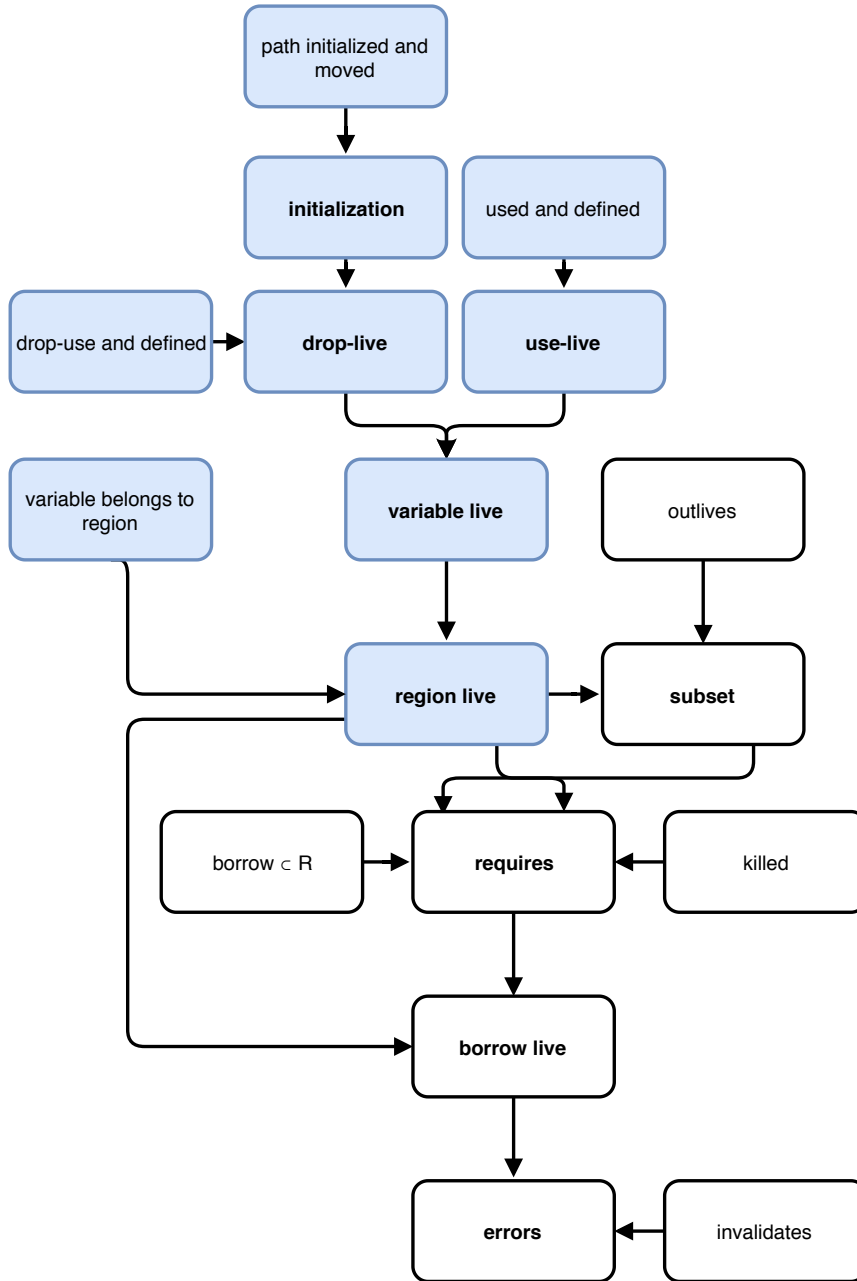 path initialized and
moved
initialization
used and defined
drop-use and defined
drop-live
use-live
variable belongs to
region
variable live
outlives
region live
subset
borrow ⊂ R
requires
killed
borrow live
errors
invalidates